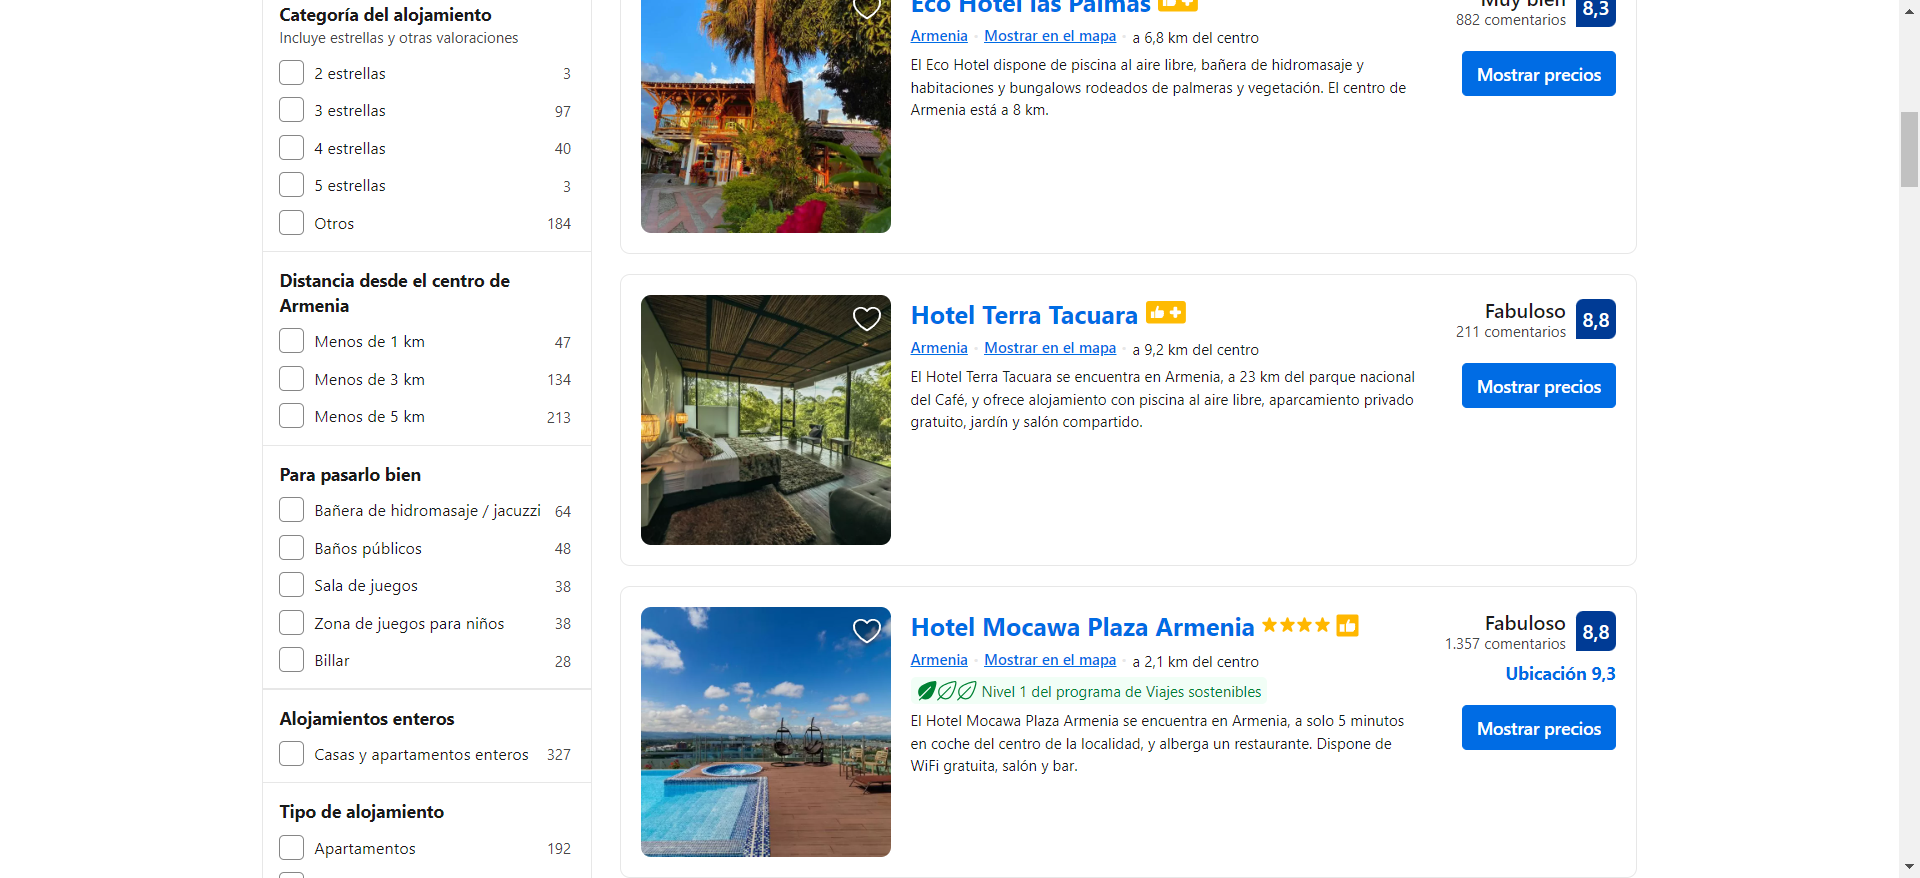 Categoría del alojamiento
Incluye estrellas y otras valoraciones
2 estrellas 3
3 estrellas 97
4 estrellas 40
5 estrellas 3
Otros 184
Distancia desde el centro de
Armenia
Menos de 1 km 47
Menos de 3 km 134
Menos de 5 km 213
Para pasarlo bien
Bañera de hidromasaje / jacuzzi 64
Baños públicos 48
Sala de juegos 38
Zona de juegos para niños 38
Billar 28
Alojamientos enteros
Casas y apartamentos enteros 327
Tipo de alojamiento
Apartamentos 192
Eco Hotel las Palmas
Armenia · Mostrar en el mapa · a 6,8 km del centro
El Eco Hotel dispone de piscina al aire libre, bañera de hidromasaje y
habitaciones y bungalows rodeados de palmeras y vegetación. El centro de
Armenia está a 8 km.
Muy bien
882 comentarios
8,3
Mostrar precios
Hotel Terra Tacuara
Armenia · Mostrar en el mapa · a 9,2 km del centro
El Hotel Terra Tacuara se encuentra en Armenia, a 23 km del parque nacional
del Café, y ofrece alojamiento con piscina al aire libre, aparcamiento privado
gratuito, jardín y salón compartido.
Fabuloso
211 comentarios
8,8
Mostrar precios
Hotel Mocawa Plaza Armenia
Armenia · Mostrar en el mapa · a 2,1 km del centro
Nivel 1 del programa de Viajes sostenibles
El Hotel Mocawa Plaza Armenia se encuentra en Armenia, a solo 5 minutos
en coche del centro de la localidad, y alberga un restaurante. Dispone de
WiFi gratuita, salón y bar.
Fabuloso
1.357 comentarios
8,8
Ubicación 9,3
Mostrar precios